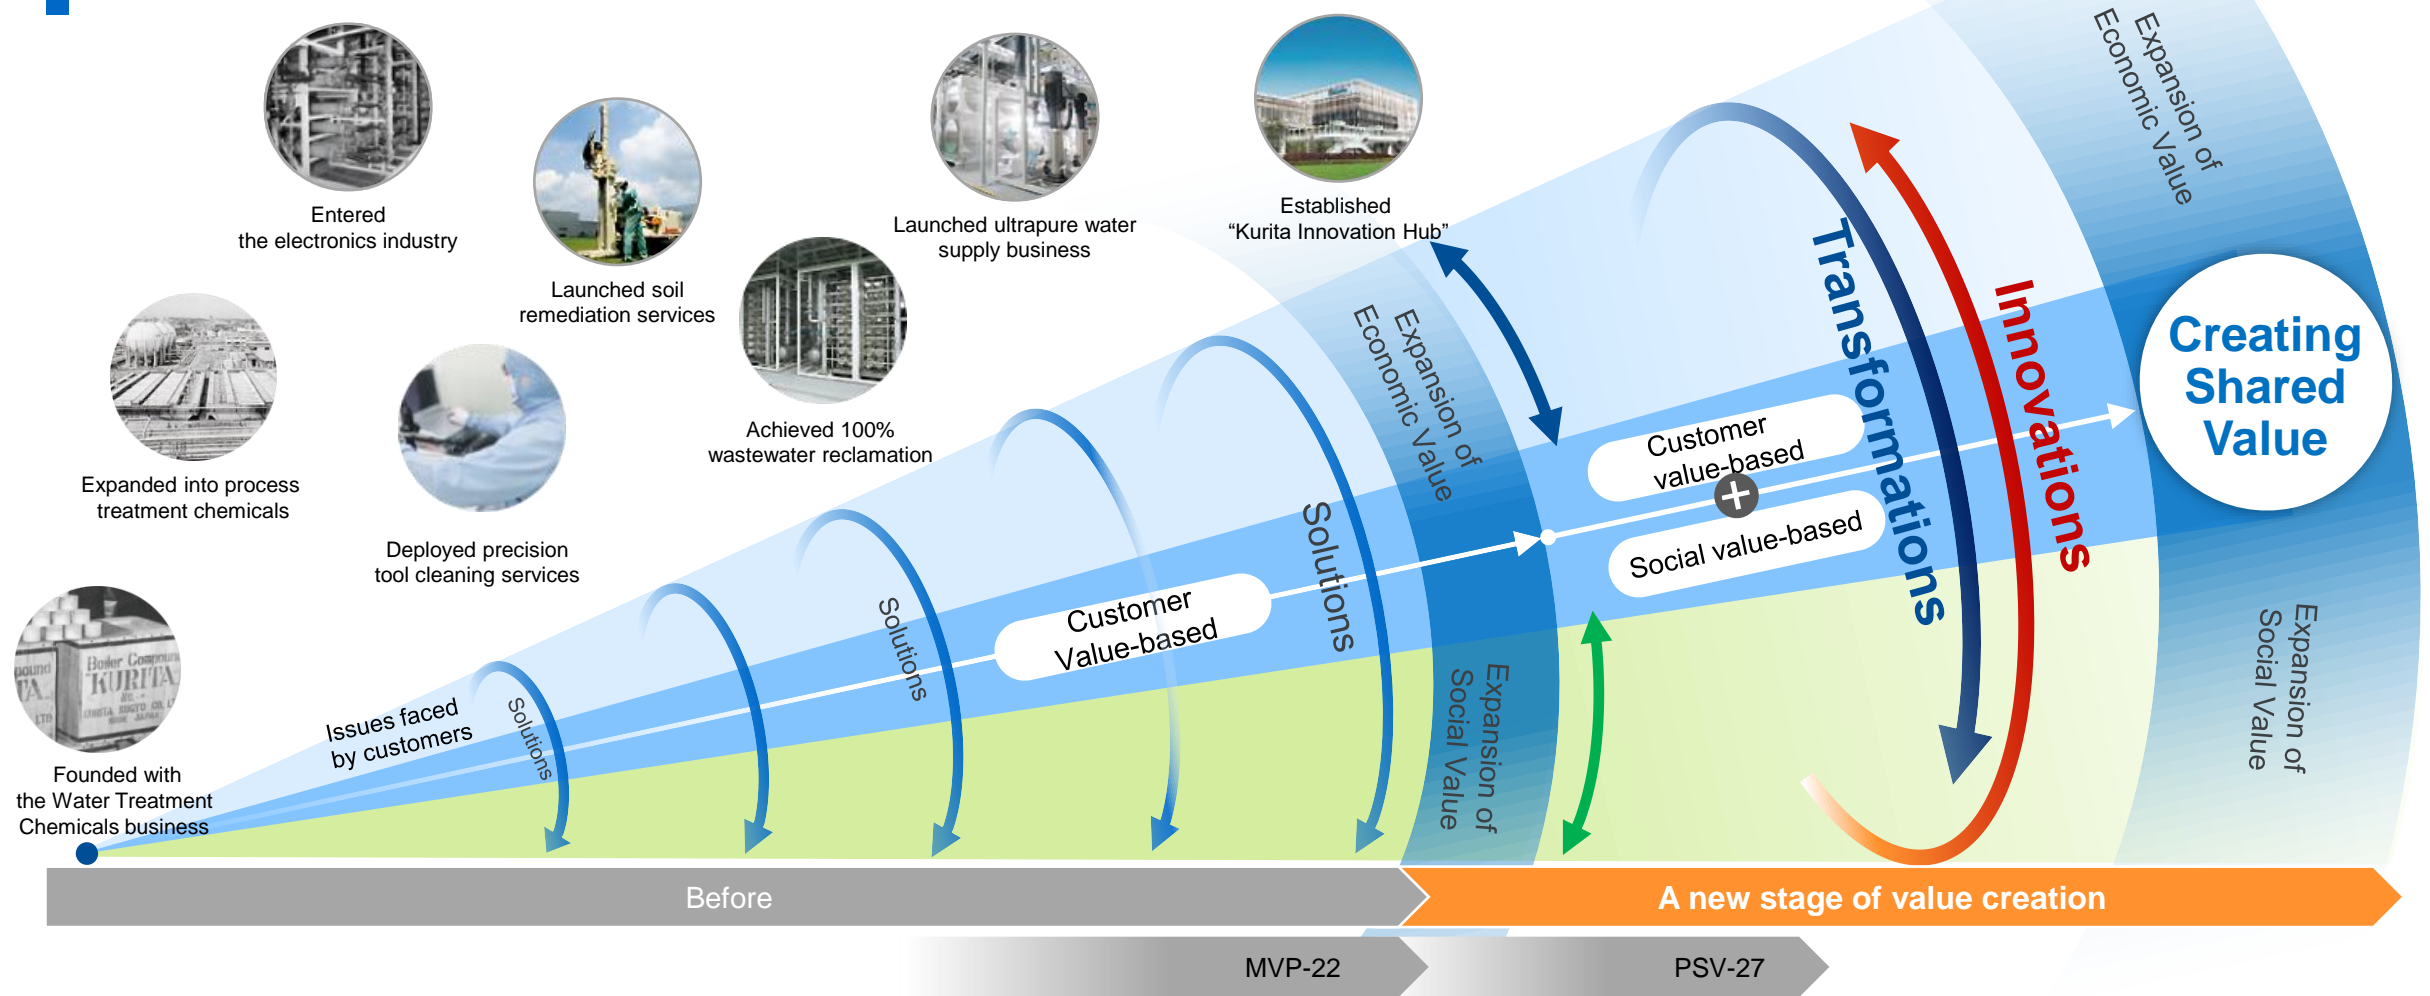 Entered
the electronics industry
Launched soil
remediation services
Launched ultrapure water
supply business
Established
“Kurita Innovation Hub”
Expanded into process
treatment chemicals
Deployed precision
tool cleaning services
Achieved 100%
wastewater reclamation
Boiler Compound
KURITA
Founded with
the Water Treatment
Chemicals business
Issues faced
by customers
Solutions
Solutions
Solutions
Customer
Value-based
Expansion of
Economic Value
Expansion of
Social Value
Customer
value-based
+
Social value-based
Transformations
Innovations
Expansion of
Economic Value
Creating
Shared
Value
Expansion of
Social Value
Before
A new stage of value creation
MVP-22
PSV-27